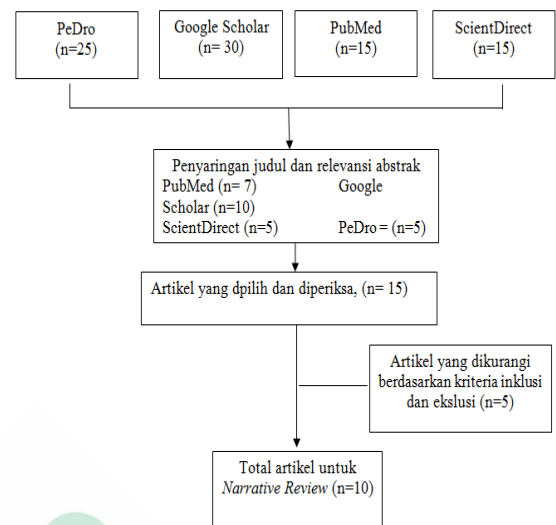 PeDro
(n=25)
Google Scholar
(n= 30)
PubMed
(n=15)
ScientDirect
(n=15)
Penyaringan judul dan relevansi abstrak
PubMed (n= 7) Google
Scholar (n=10)
ScientDirect (n=5) PeDro = (n=5)
Artikel yang dpilih dan diperiksa, (n= 15)
Artikel yang dikurangi
berdasarkan kriteria inklusi
dan ekslusi (n=5)
Total artikel untuk
Narrative Review (n=10)